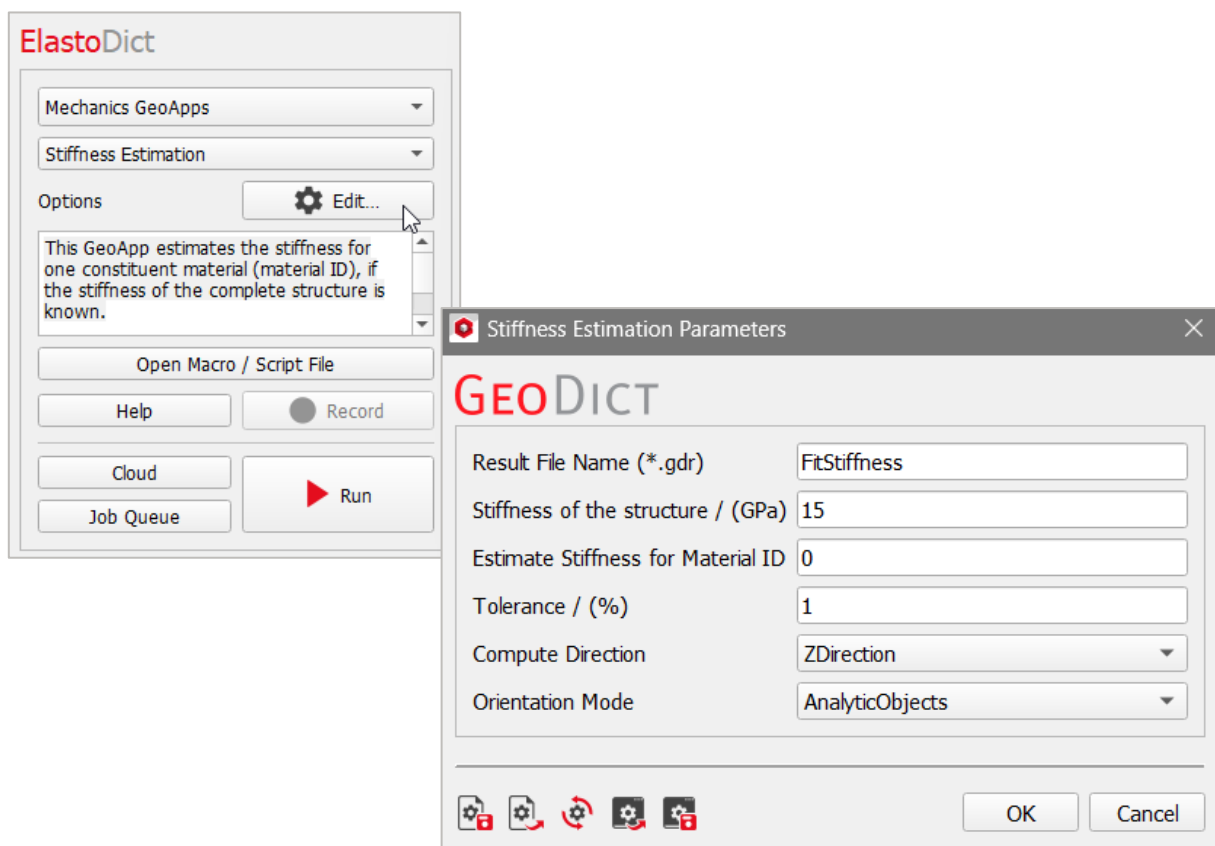 ElastoDict
Mechanics GeoApps
Stiffness Estimation
Options
Edit...
This GeoApp estimates the stiffness for
one constituent material (material ID), if
the stiffness of the complete structure is
known.
Open Macro / Script File
Help
Record
Cloud
Run
Job Queue
Stiffness Estimation Parameters
GEODICT
Result File Name (*.gdr) FitStiffness
Stiffness of the structure / (GPa) 15
Estimate Stiffness for Material ID 0
Tolerance / (%) 1
Compute Direction ZDirection
Orientation Mode AnalyticObjects
OK
Cancel